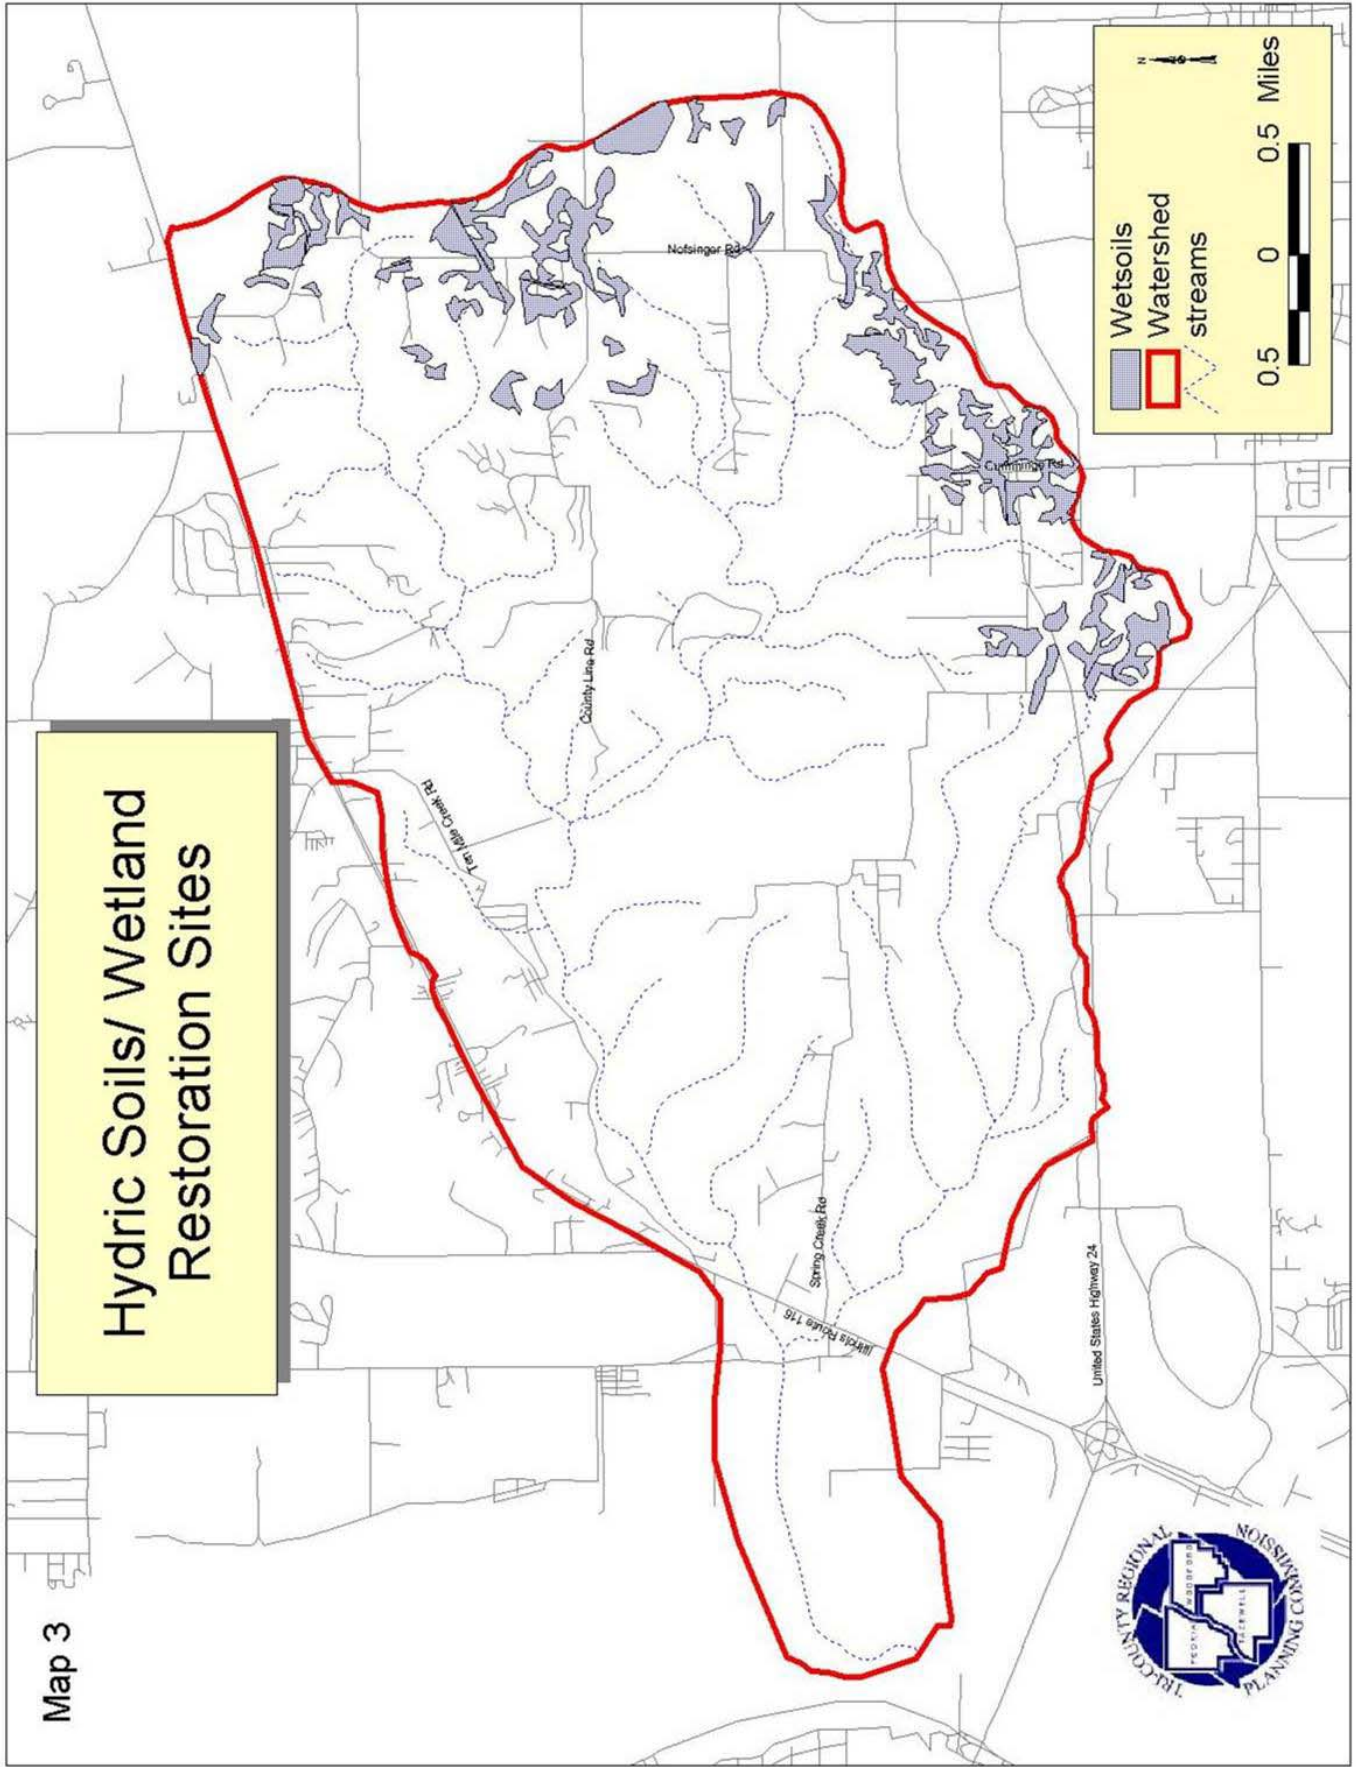 Map 3
Hydric Soils/ Wetland
Restoration Sites
Ten Mile Creek Rd
County Line Rd
Nofsinger Rd
Illinois Route 116
Spring Creek Rd
Cummings Rd
United States Highway 24
TRI-COUNTY REGIONAL
PLANNING COMMISSION
PEORIA
WOODFORD
TAZEWELL
Wetsoils
Watershed
streams
N
0.5 0 0.5 Miles